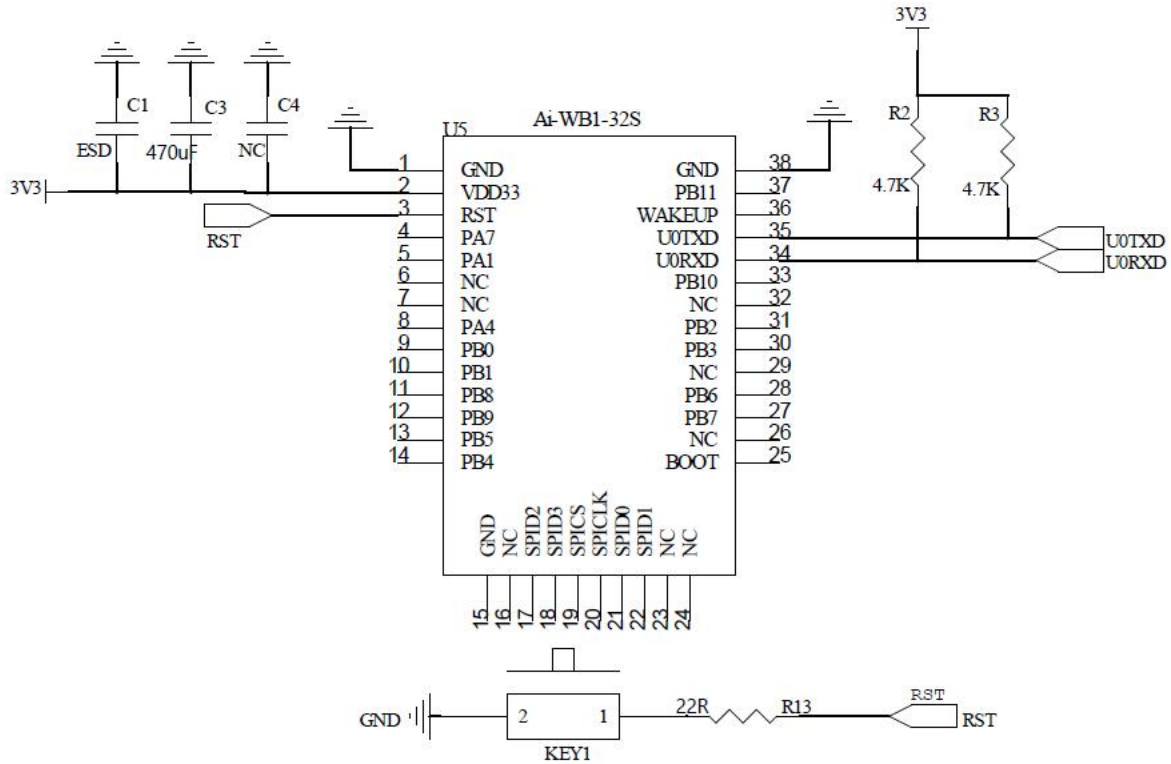 3V3
C1
C3
C4
ESD
470uF
NC
3V3
RST
U5
Ai-WB1-32S
R2
R3
4.7K
4.7K
1 GND
2 VDD33
3 RST
4 PA7
5 PA1
6 NC
7 NC
8 PA4
9 PB0
10 PB1
11 PB8
12 PB9
13 PB5
14 PB4
GND 38
PB11 37
WAKEUP 36
U0TXD 35
U0RXD 34
PB10 33
NC 32
PB2 31
PB3 30
NC 29
PB6 28
PB7 27
NC 26
BOOT 25
U0TXD
U0RXD
GND 15
NC 16
SPID2 17
SPID3 18
SPICS 19
SPICLK 20
SPID0 21
SPID1 22
NC 23
NC 24
GND
2
1
KEY1
22R
R13
RST
RST